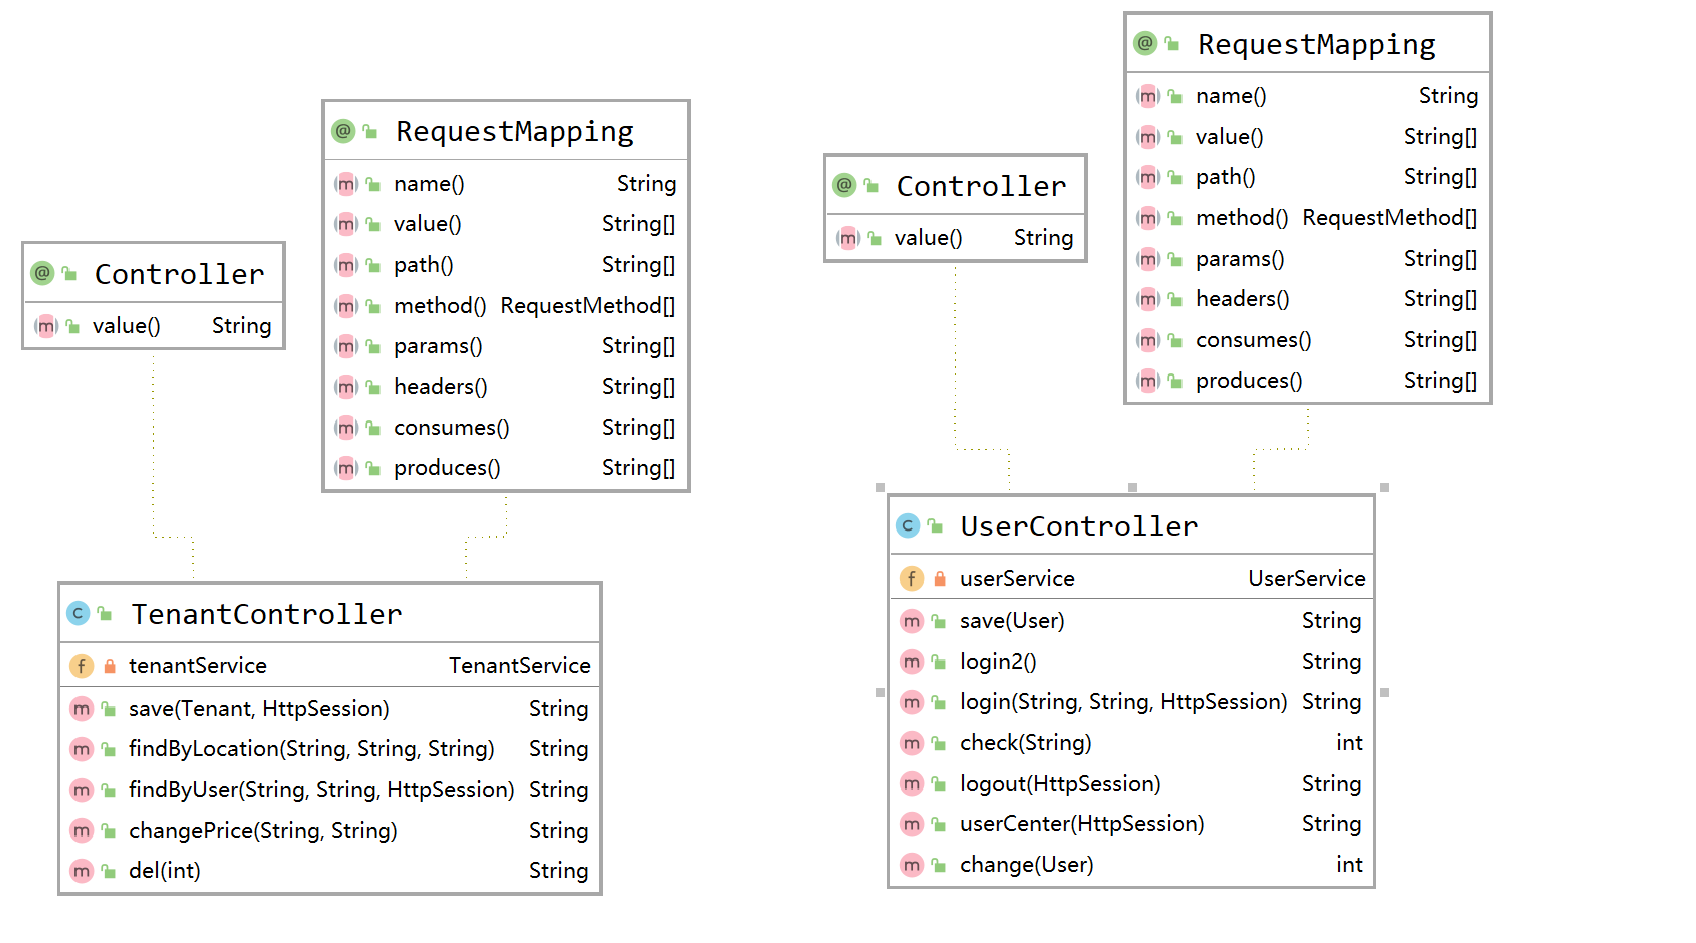 Controller
value() String
RequestMapping
name() String
value() String[]
path() String[]
method() RequestMethod[]
params() String[]
headers() String[]
consumes() String[]
produces() String[]
TenantController
tenantService TenantService
save(Tenant, HttpSession) String
findByLocation(String, String, String) String
findByUser(String, String, HttpSession) String
changePrice(String, String) String
del(int) String
Controller
value() String
RequestMapping
name() String
value() String[]
path() String[]
method() RequestMethod[]
params() String[]
headers() String[]
consumes() String[]
produces() String[]
UserController
userService UserService
save(User) String
login2() String
login(String, String, HttpSession) String
check(String) int
logout(HttpSession) String
userCenter(HttpSession) String
change(User) int